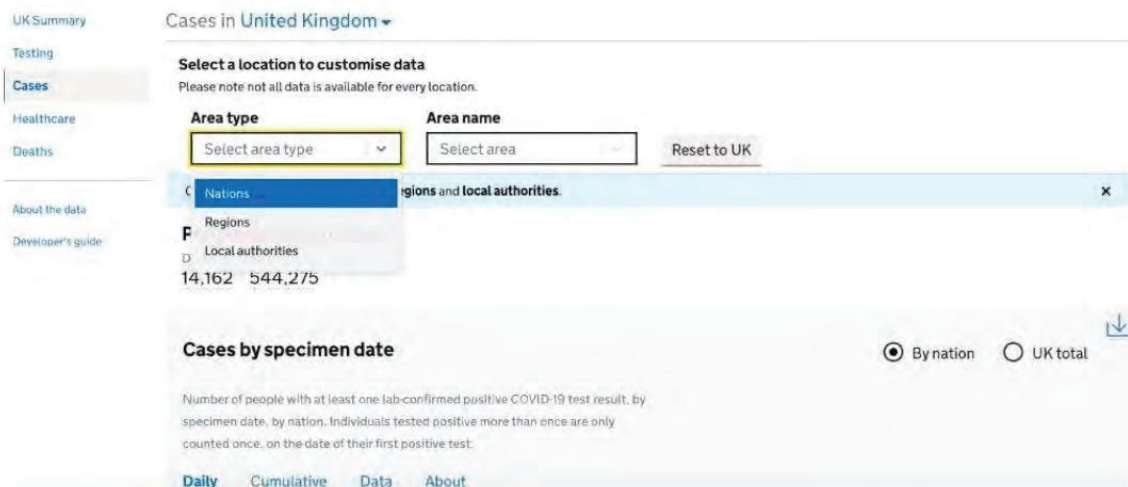 UK Summary
Testing
Cases
Healthcare
Deaths
About the data
Developer's guide
Cases in United Kingdom
Select a location to customise data
Please note not all data is available for every location.
Area type
Area name
Select area type
Select area
Reset to UK
Nations
Regions
Local authorities
egions and local authorities.
14,162 544,275
Cases by specimen date
By nation
UK total
Number of people with at least one lab-confirmed positive COVID-19 test result, by
specimen date, by nation. Individuals tested positive more than once are only
counted once, on the date of their first positive test.
Daily Cumulative Data About